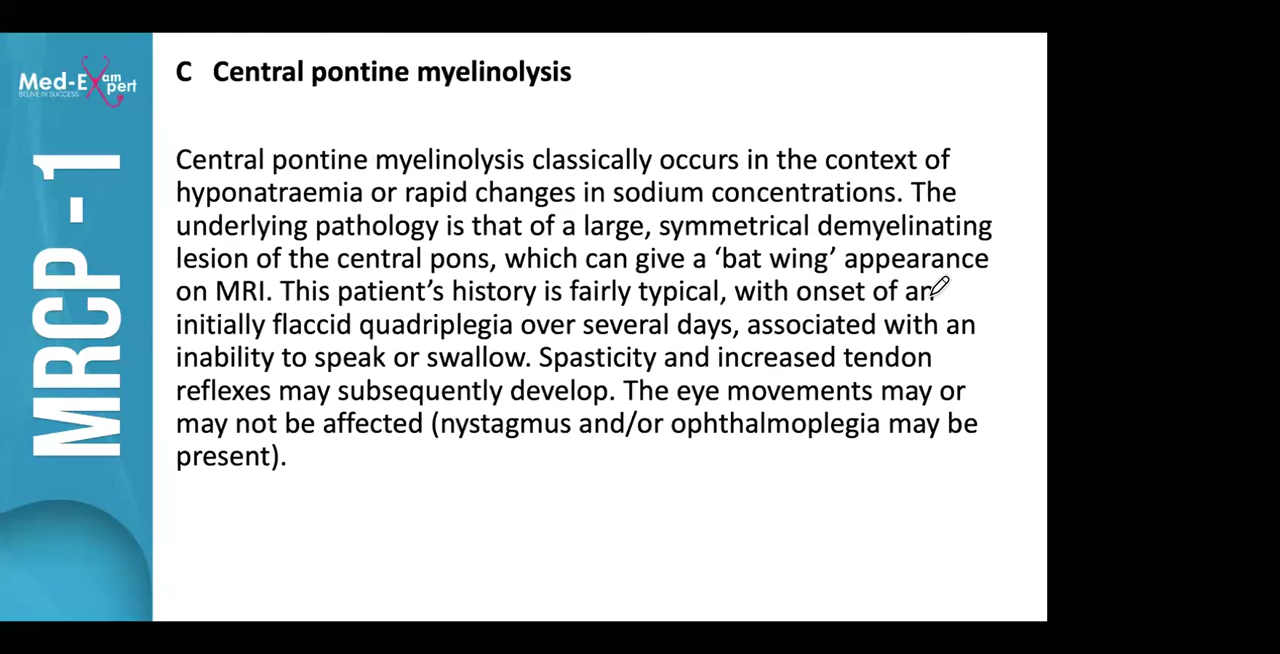 C Central pontine myelinolysis
Med-Exam Expert
BELIVE IN SUCCESS
MRCP - 1
Central pontine myelinolysis classically occurs in the context of
hyponatraemia or rapid changes in sodium concentrations. The
underlying pathology is that of a large, symmetrical demyelinating
lesion of the central pons, which can give a ‘bat wing’ appearance
on MRI. This patient’s history is fairly typical, with onset of an
initially flaccid quadriplegia over several days, associated with an
inability to speak or swallow. Spasticity and increased tendon
reflexes may subsequently develop. The eye movements may or
may not be affected (nystagmus and/or ophthalmoplegia may be
present).